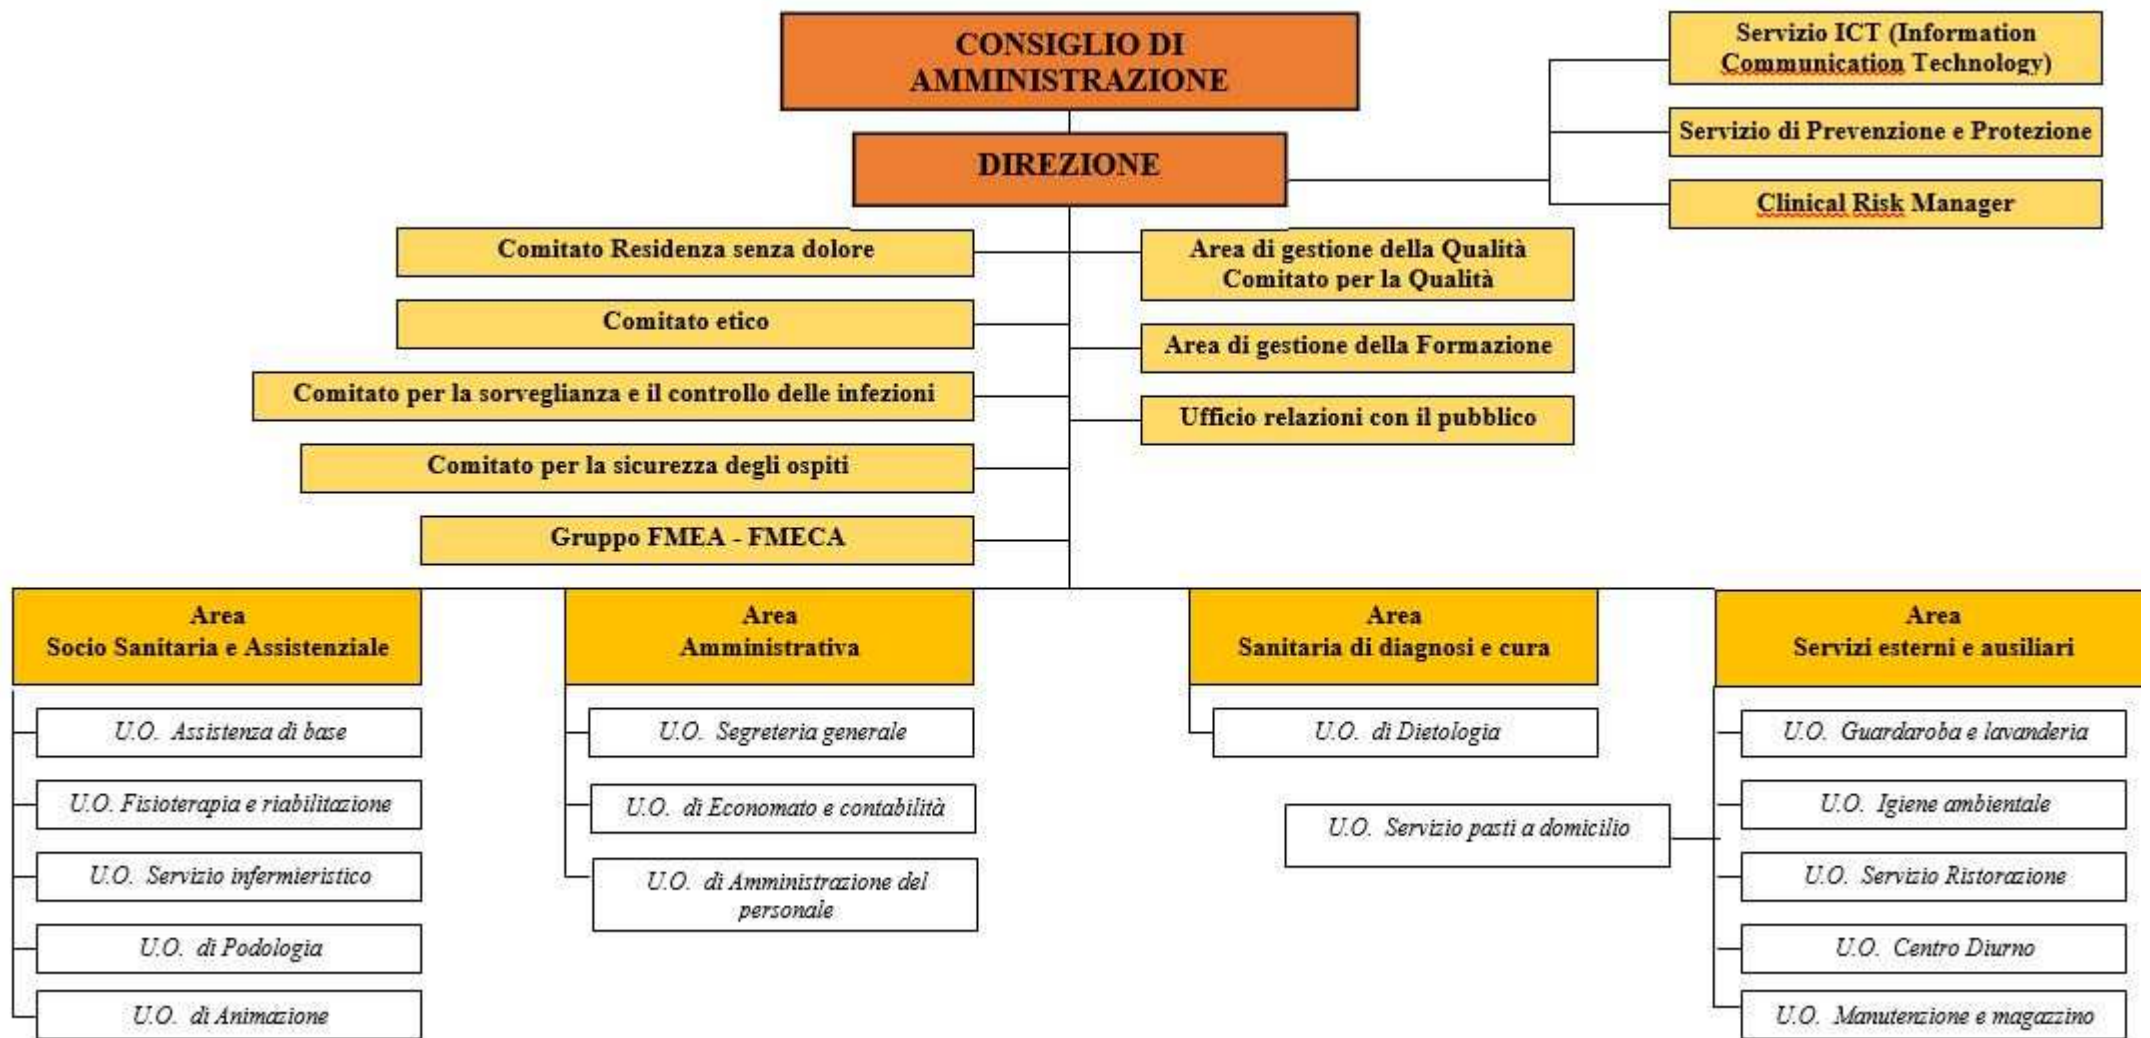 CONSIGLIO DI
AMMINISTRAZIONE
DIREZIONE
Servizio ICT (Information
Communication Technology)
Servizio di Prevenzione e Protezione
Clinical Risk Manager
Comitato Residenza senza dolore
Comitato etico
Comitato per la sorveglianza e il controllo delle infezioni
Comitato per la sicurezza degli ospiti
Gruppo FMEA - FMECA
Area di gestione della Qualità
Comitato per la Qualità
Area di gestione della Formazione
Ufficio relazioni con il pubblico
Area
Socio Sanitaria e Assistenziale
U.O. Assistenza di base
U.O. Fisioterapia e riabilitazione
U.O. Servizio infermieristico
U.O. di Podologia
U.O. di Animazione
Area
Amministrativa
U.O. Segreteria generale
U.O. di Economato e contabilità
U.O. di Amministrazione del
personale
Area
Sanitaria di diagnosi e cura
U.O. di Dietologia
Area
Servizi esterni e ausiliari
U.O. Guardaroba e lavanderia
U.O. Igiene ambientale
U.O. Servizio pasti a domicilio
U.O. Servizio Ristorazione
U.O. Centro Diurno
U.O. Manutenzione e magazzino